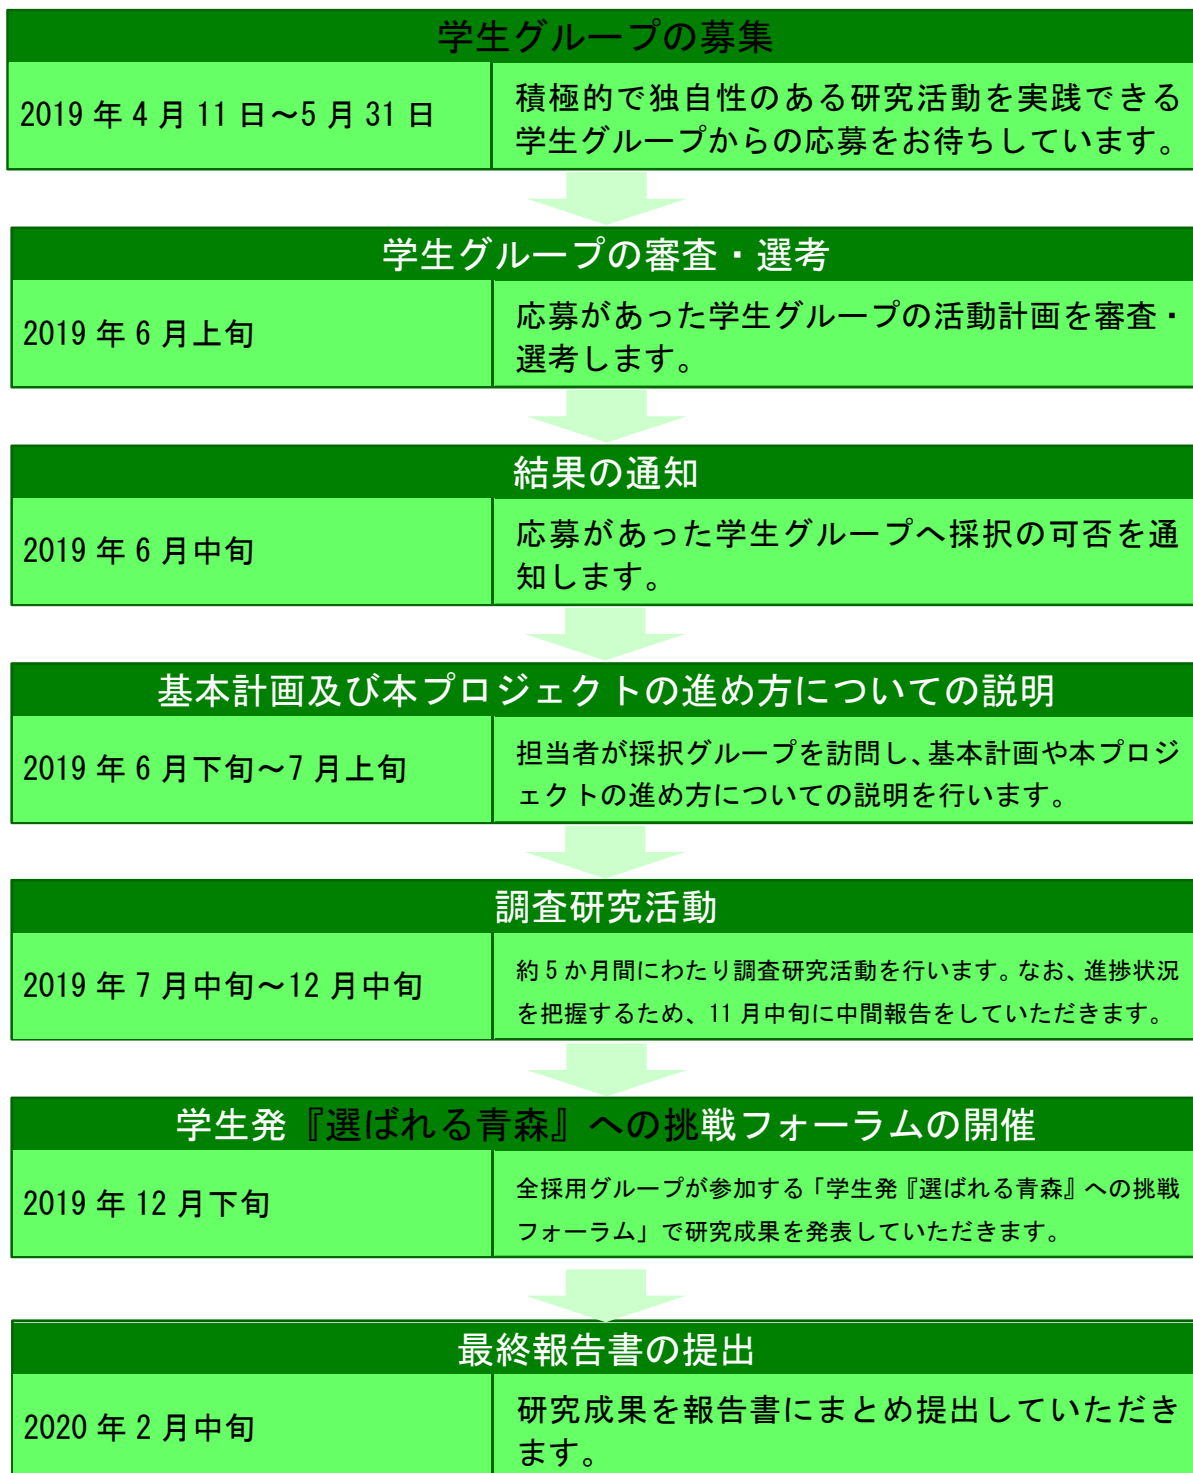 学生グループの募集
2019 年 4 月 11 日～5 月 31 日
積極的で独自性のある研究活動を実践できる
学生グループからの応募をお待ちしています。
学生グループの審査・選考
2019 年 6 月上旬
応募があった学生グループの活動計画を審査・
選考します。
結果の通知
2019 年 6 月中旬
応募があった学生グループへ採択の可否を通
知します。
基本計画及び本プロジェクトの進め方についての説明
2019 年 6 月下旬～7 月上旬
担当者が採択グループを訪問し、基本計画や本プロジ
ェクトの進め方についての説明を行います。
調査研究活動
2019 年 7 月中旬～12 月中旬
約 5 か月間にわたり調査研究活動を行います。なお、進捗状況
を把握するため、11 月中旬に中間報告をしていただきます。
学生発『選ばれる青森』への挑戦フォーラムの開催
2019 年 12 月下旬
全採用グループが参加する「学生発『選ばれる青森』への挑戦
フォーラム」で研究成果を発表していただきます。
最終報告書の提出
2020 年 2 月中旬
研究成果を報告書にまとめ提出していただき
ます。